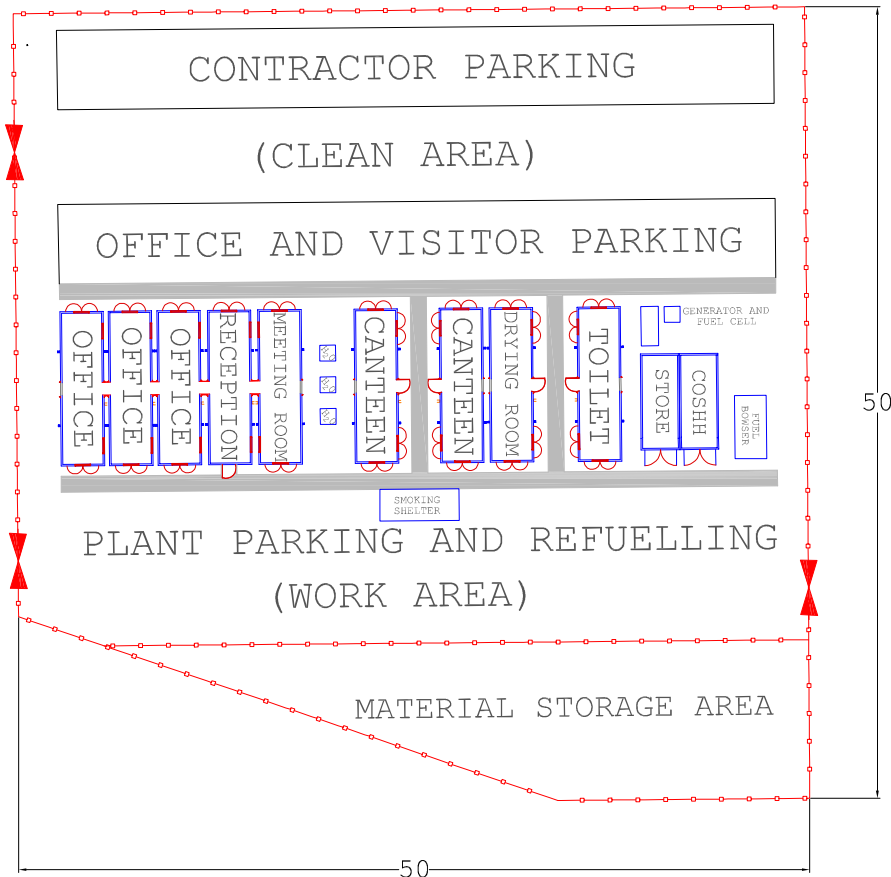 CONTRACTOR PARKING
(CLEAN AREA)
OFFICE AND VISITOR PARKING
OFFICE
OFFICE
OFFICE
RECEPTION
MEETING ROOM
CANTEEN
CANTEEN
DRYING ROOM
TOILET
GENERATOR AND
FUEL CELL
STORE
COSHH
FUEL
BOWSER
SMOKING
SHELTER
PLANT PARKING AND REFUELLING
(WORK AREA)
MATERIAL STORAGE AREA
50
50